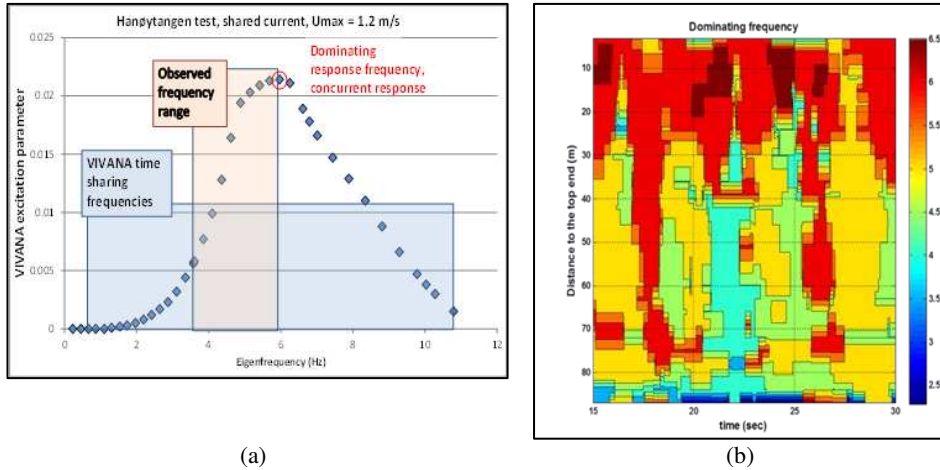 Hanøytangen test, shared current, Umax = 1.2 m/s
0.025
0.02
0.015
0.01
0.005
0
VIVANA excitation parameter
Observed
frequency
range
Dominating
response frequency,
concurrent response
VIVANA time
sharing
frequencies
0 2 4 6 8 10 12
Eigenfrequency (Hz)
(a)
Dominating frequency
Distance to the top end (m)
10
20
30
40
50
60
70
80
15 20 25 30
time (sec)
6.5
6
5.5
5
4.5
4
3.5
3
2.5
(b)